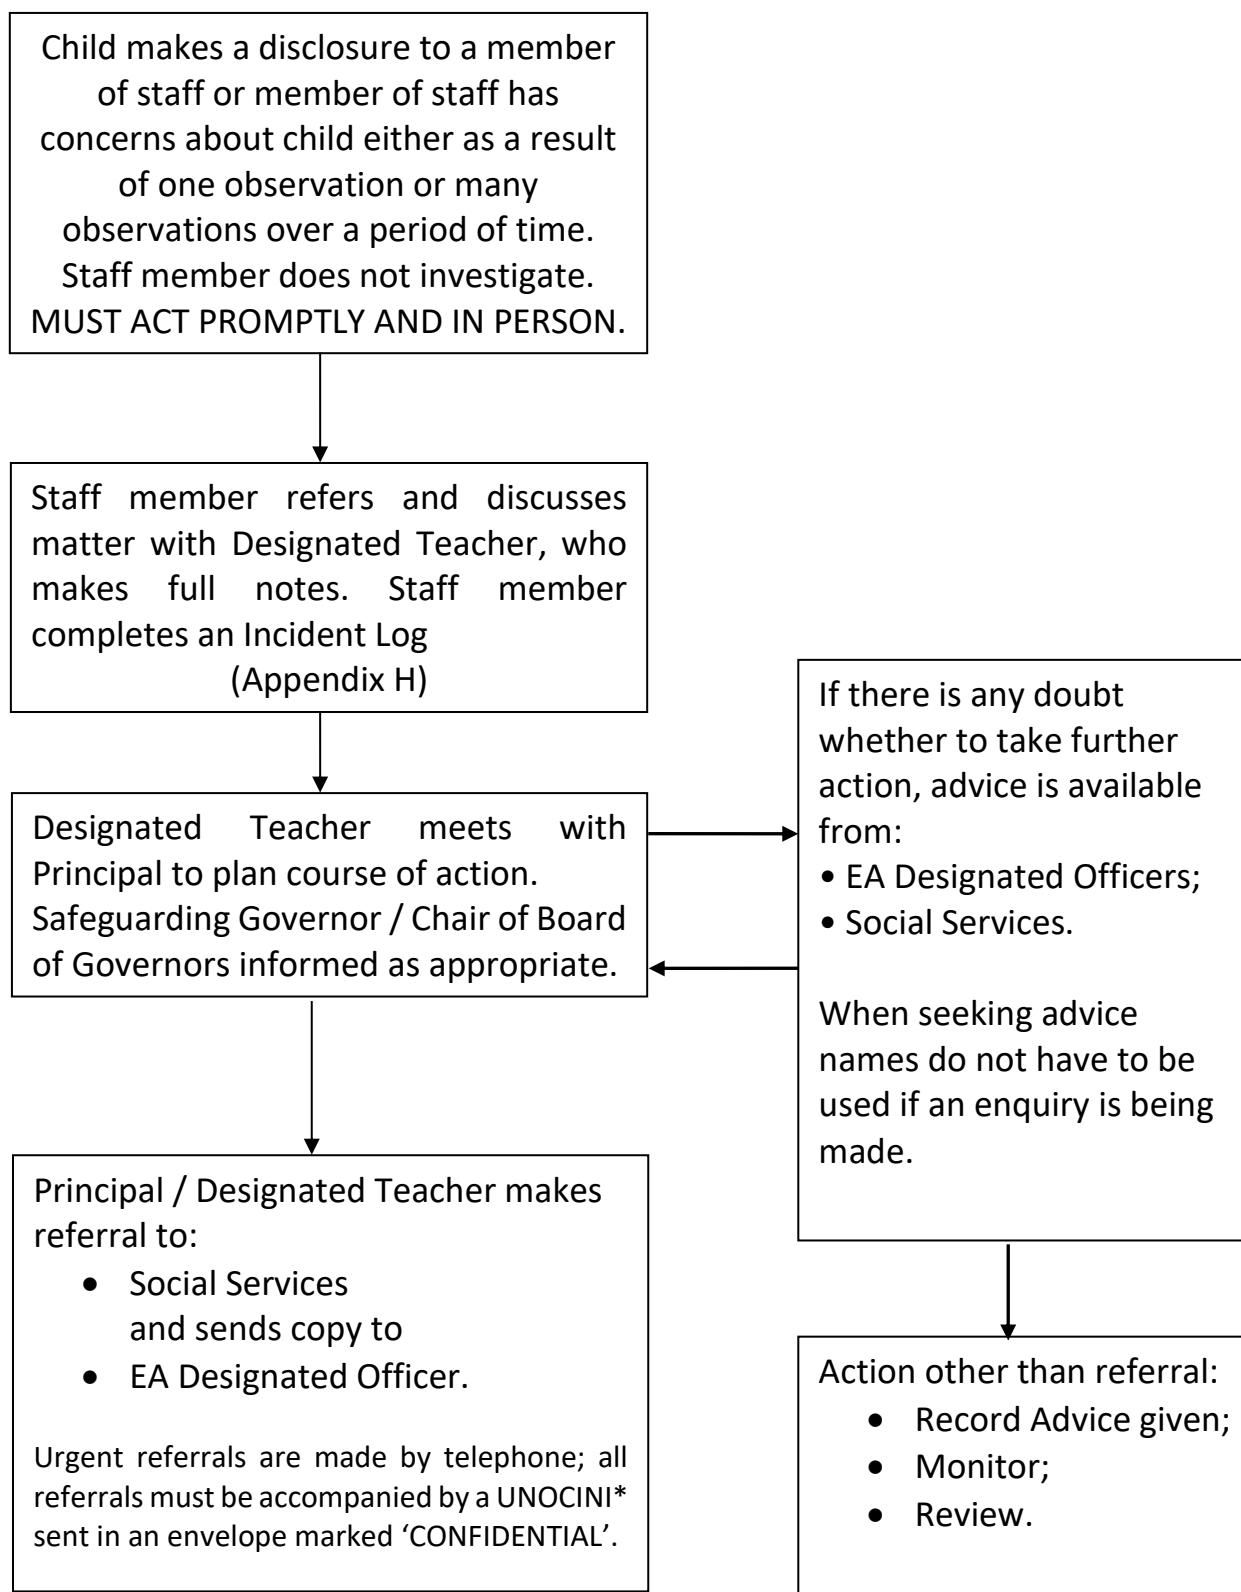 Child makes a disclosure to a member
of staff or member of staff has
concerns about child either as a result
of one observation or many
observations over a period of time.
Staff member does not investigate.
MUST ACT PROMPTLY AND IN PERSON.
Staff member refers and discusses
matter with Designated Teacher, who
makes full notes. Staff member
completes an Incident Log
(Appendix H)
Designated Teacher meets with
Principal to plan course of action.
Safeguarding Governor / Chair of Board
of Governors informed as appropriate.
If there is any doubt
whether to take further
action, advice is available
from:
• EA Designated Officers;
• Social Services.
When seeking advice
names do not have to be
used if an enquiry is being
made.
Principal / Designated Teacher makes
referral to:
• Social Services
and sends copy to
• EA Designated Officer.
Urgent referrals are made by telephone; all
referrals must be accompanied by a UNOCINI*
sent in an envelope marked ‘CONFIDENTIAL’.
Action other than referral:
• Record Advice given;
• Monitor;
• Review.